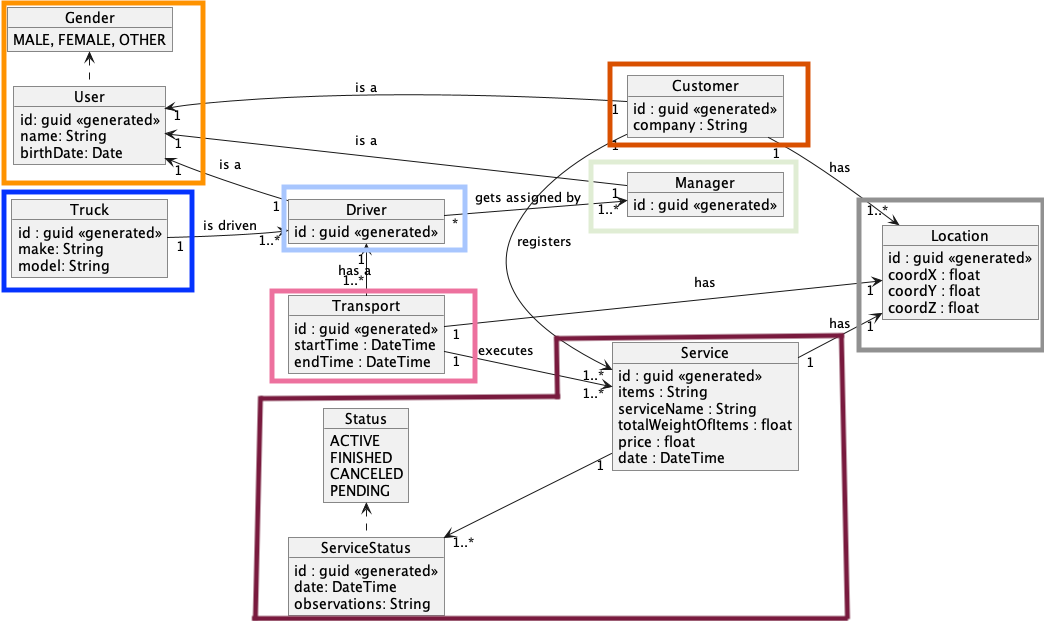 Gender
MALE, FEMALE, OTHER
User
id: guid «generated»
name: String
birthDate: Date
1
1
1
is a
is a
is a
Customer
id : guid «generated»
company : String
1
1
1
has
1..*
Manager
id : guid «generated»
1
1..*
gets assigned by
*
registers
Truck
id : guid «generated»
make: String
model: String
1
is driven
1..*
Driver
id : guid «generated»
1
1
has a
1..*
Location
id : guid «generated»
coordX : float
coordY : float
coordZ : float
1
1
has
has
Transport
id : guid «generated»
startTime : DateTime
endTime : DateTime
1
1
executes
1..*
1..*
Service
id : guid «generated»
items : String
serviceName : String
totalWeightOfItems : float
price : float
date : DateTime
1
1
1..*
Status
ACTIVE
FINISHED
CANCELED
PENDING
ServiceStatus
id : guid «generated»
date: DateTime
observations: String